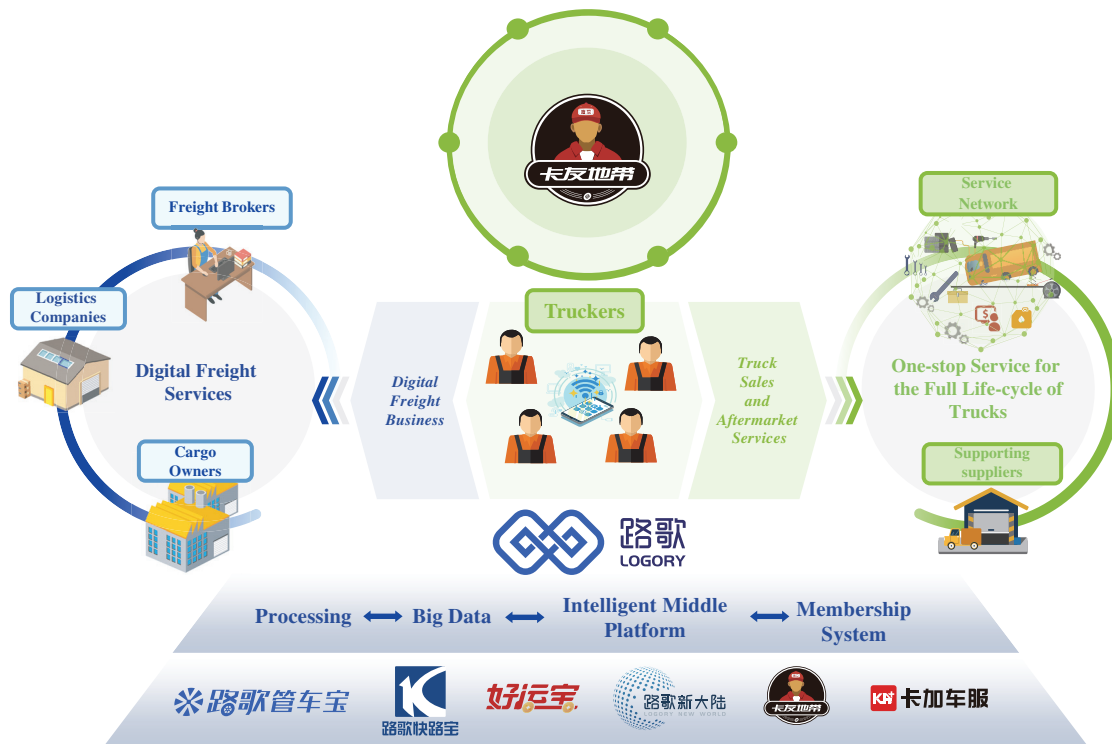 卡友地带
Service
Network
Freight Brokers
Logistics
Companies
Truckers
Digital Freight
Services
Digital
Freight
Business
Truck
Sales
and
Aftermarket
Services
One-stop Service for
the Full Life-cycle of
Trucks
Cargo
Owners
Supporting
suppliers
路歌
LOGORY
Processing
Big Data
Intelligent Middle
Platform
Membership
System
路歌管车宝
路歌快路宝
好运宝
路歌新大陆
LOGORY NEW WORLD
卡友地带
卡加车服